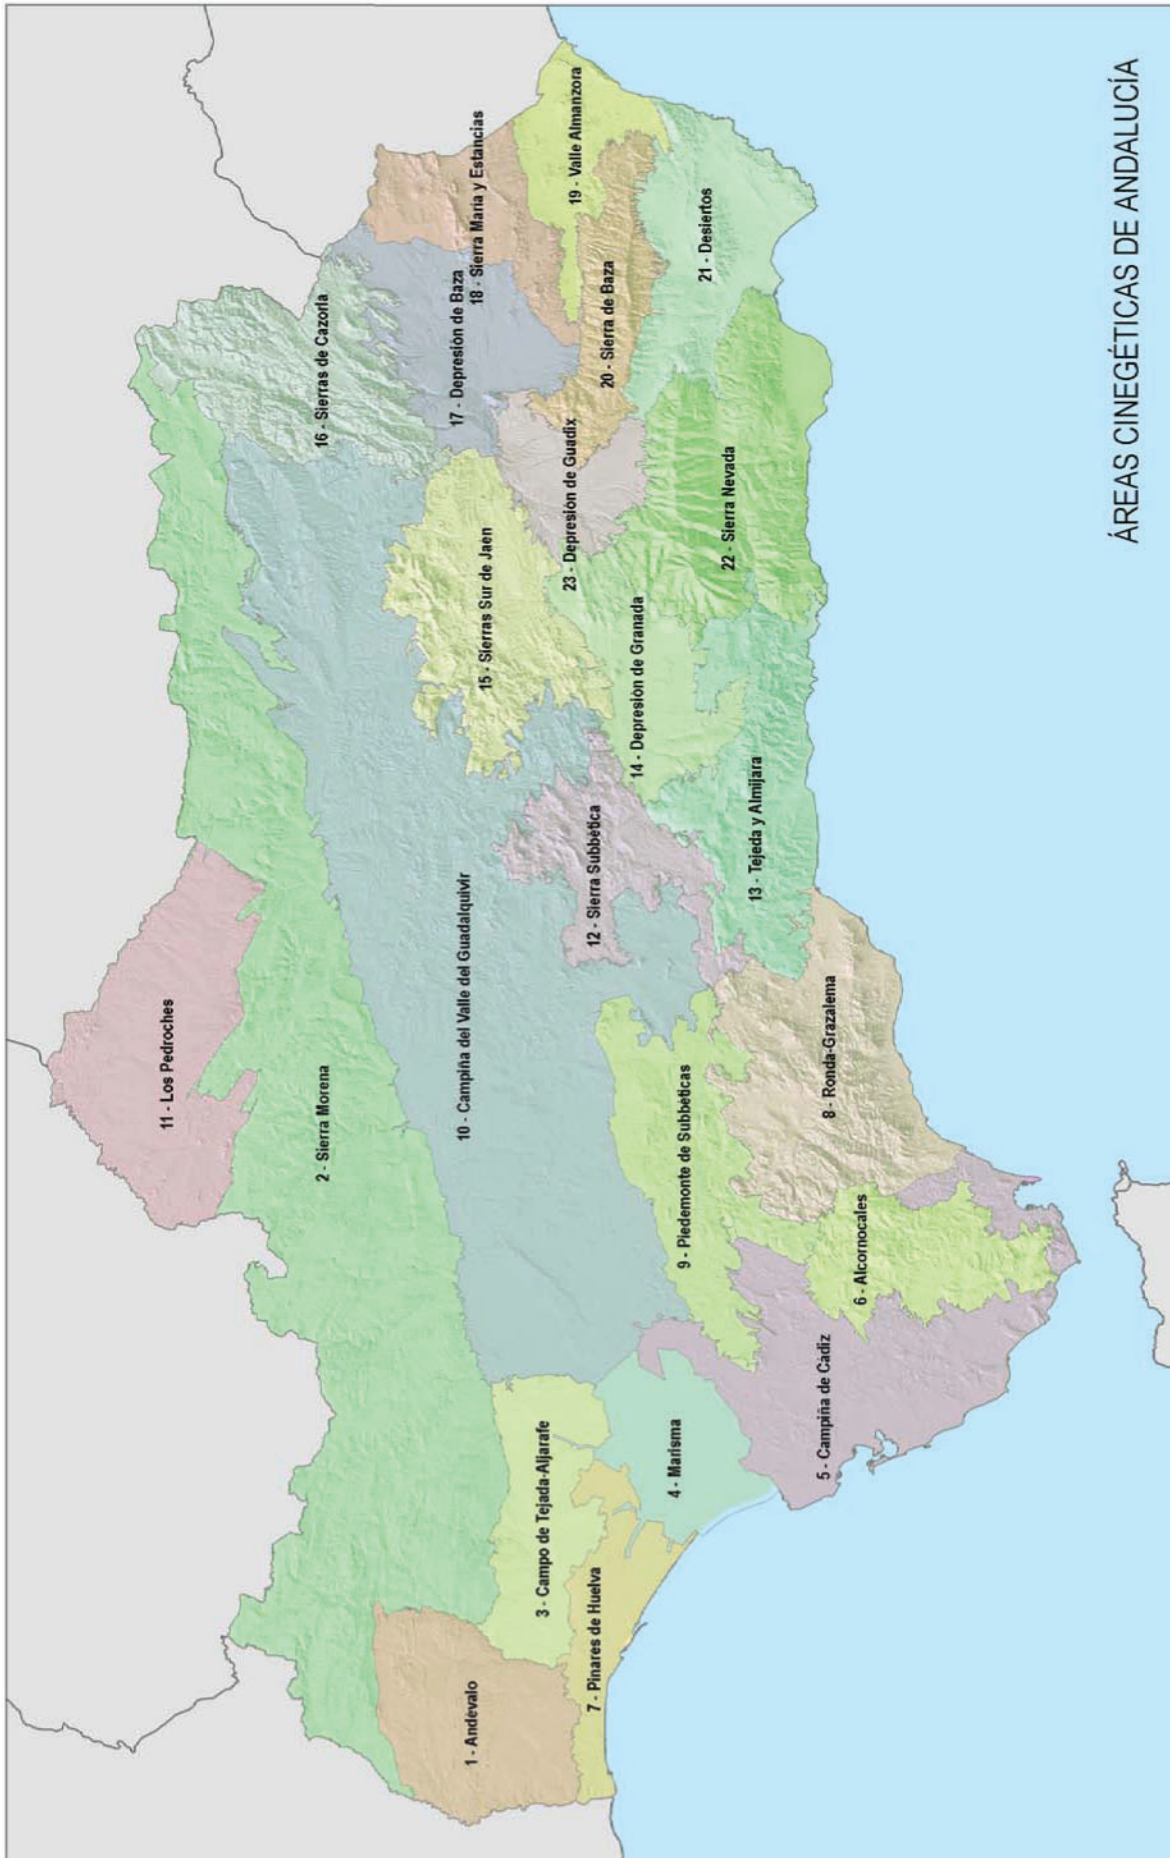 ÁREAS CINEGÉTICAS DE ANDALUCÍA
1 - Andévalo
2 - Sierra Morena
3 - Campo de Tejada-Aljarafe
4 - Marisma
5 - Campiña de Cádiz
6 - Alcornocales
7 - Pinares de Huelva
8 - Ronda-Grazalema
9 - Piedemonte de Subbéticas
10 - Campiña del Valle del Guadalquivir
11 - Los Pedroches
12 - Sierra Subbética
13 - Tejeda y Almijara
14 - Depresión de Granada
15 - Sierras Sur de Jaén
16 - Sierras de Cazorla
17 - Depresión de Baza
18 - Sierra María y Estancias
19 - Valle Almanzora
20 - Sierra de Baza
21 - Desiertos
22 - Sierra Nevada
23 - Depresión de Guadix